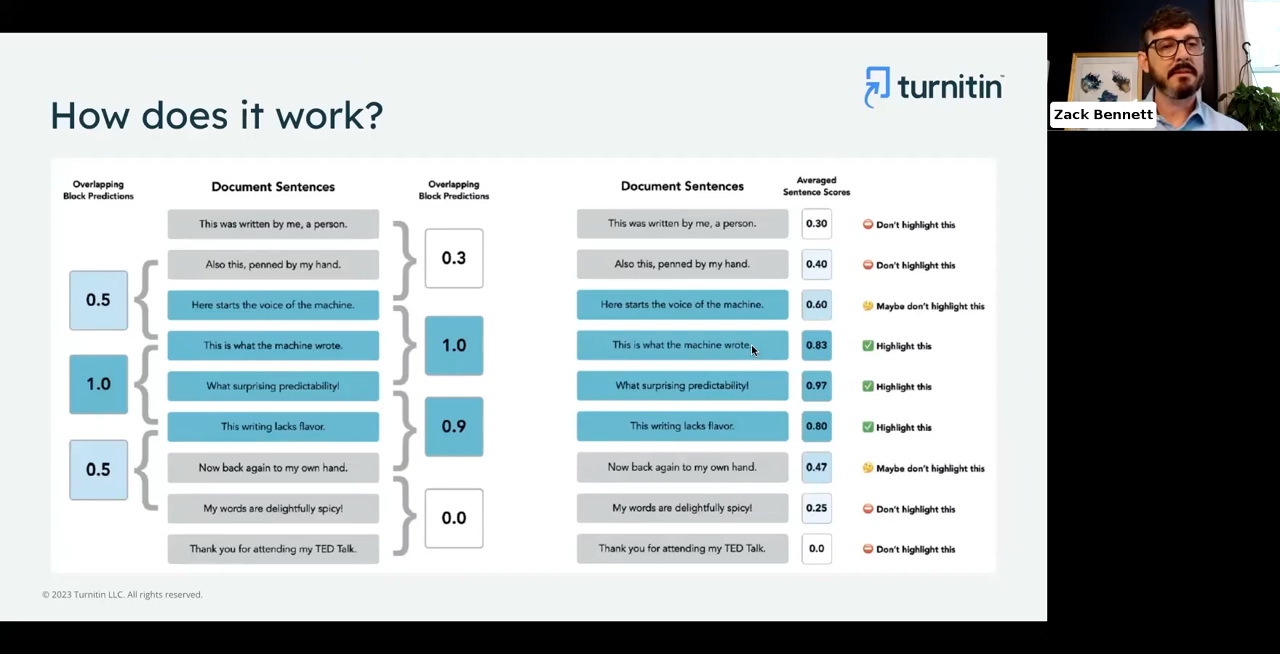 turnitin™
Zack Bennett
How does it work?
Overlapping
Block Predictions
Document Sentences
Overlapping
Block Predictions
0.5
1.0
0.5
This was written by me, a person.
Also this, penned by my hand.
Here starts the voice of the machine.
This is what the machine wrote.
What surprising predictability!
This writing lacks flavor.
Now back again to my own hand.
My words are delightfully spicy!
Thank you for attending my TED Talk.
0.3
1.0
0.9
0.0
Document Sentences
Averaged
Sentence Scores
This was written by me, a person. 0.30 Don't highlight this
Also this, penned by my hand. 0.40 Don't highlight this
Here starts the voice of the machine. 0.60 Maybe don't highlight this
This is what the machine wrote. 0.83 Highlight this
What surprising predictability! 0.97 Highlight this
This writing lacks flavor. 0.80 Highlight this
Now back again to my own hand. 0.47 Maybe don't highlight this
My words are delightfully spicy! 0.25 Don't highlight this
Thank you for attending my TED Talk. 0.0 Don't highlight this
© 2023 Turnitin LLC. All rights reserved.